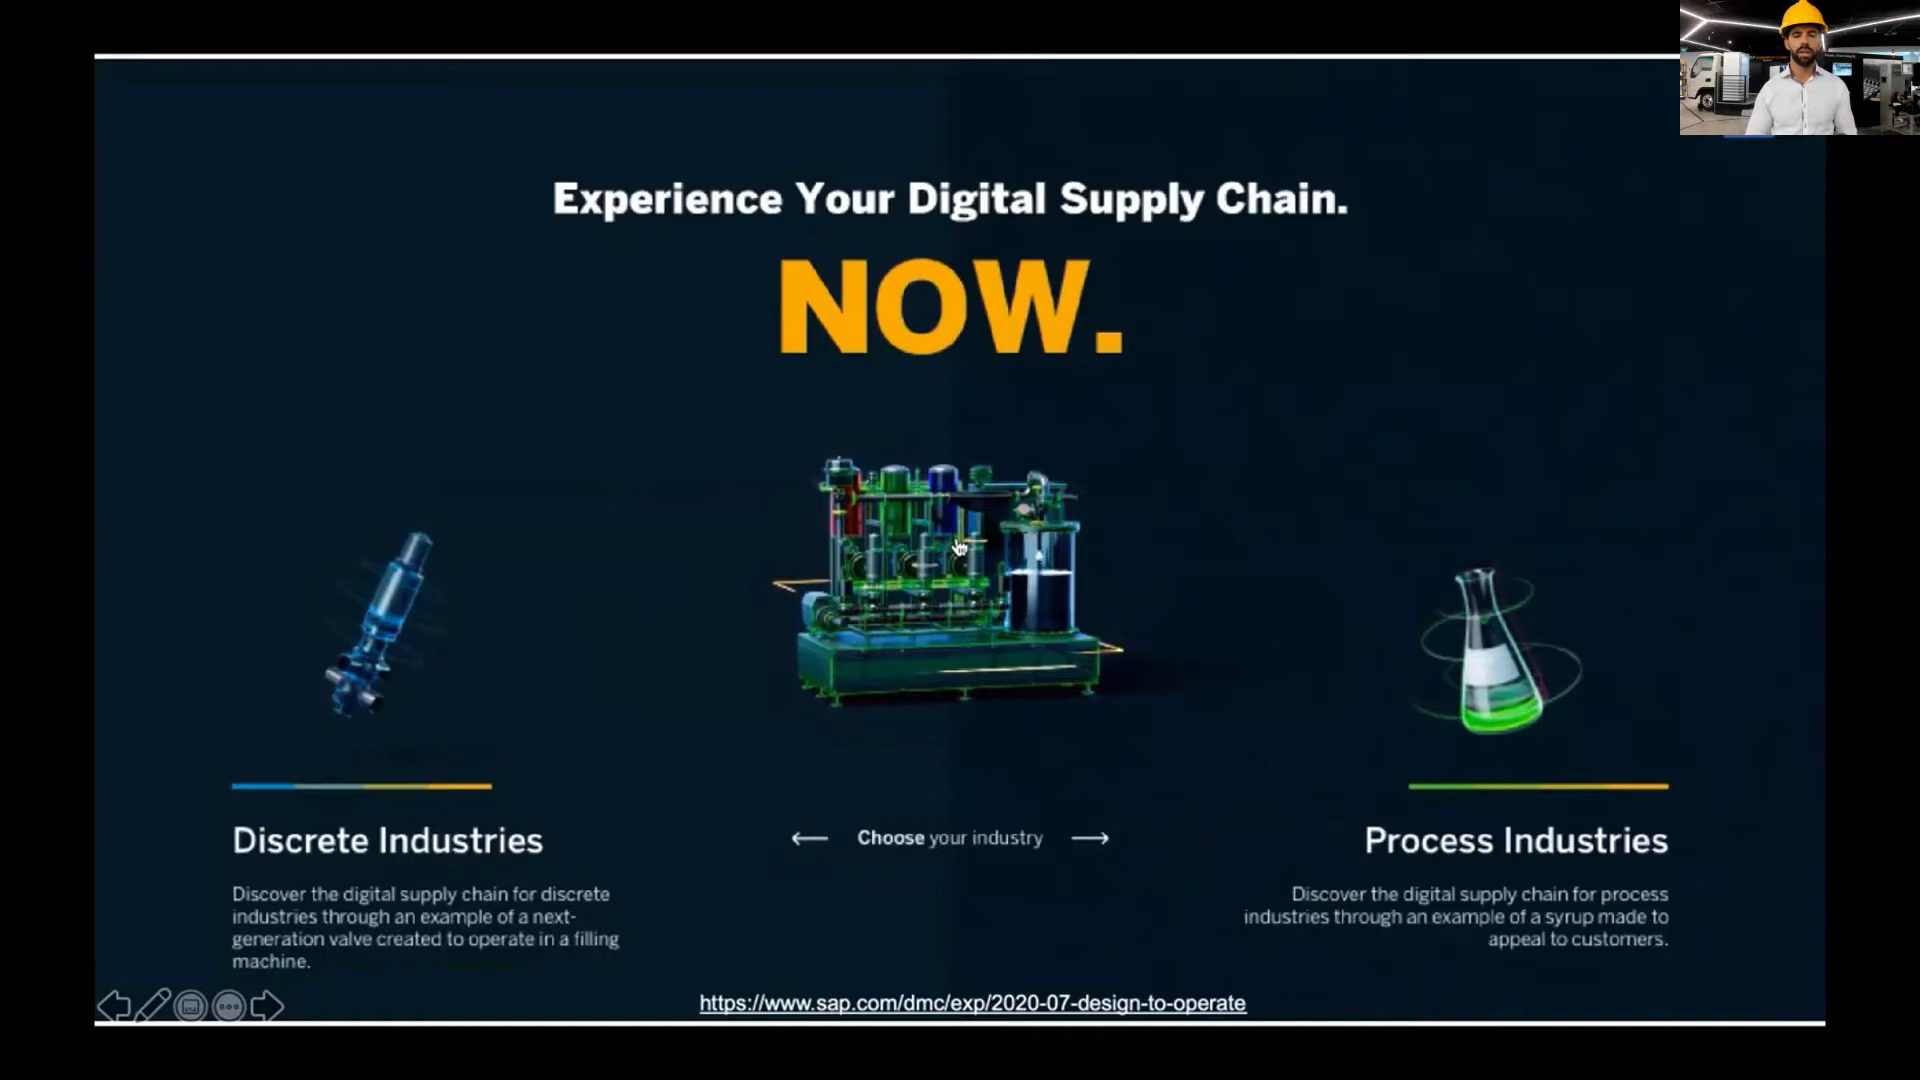 Experience Your Digital Supply Chain.
NOW.
Discrete Industries
Discover the digital supply chain for discrete
industries through an example of a next-
generation valve created to operate in a filling
machine.
← Choose your industry →
Process Industries
Discover the digital supply chain for process
industries through an example of a syrup made to
appeal to customers.
https://www.sap.com/dmc/exp/2020-07-design-to-operate